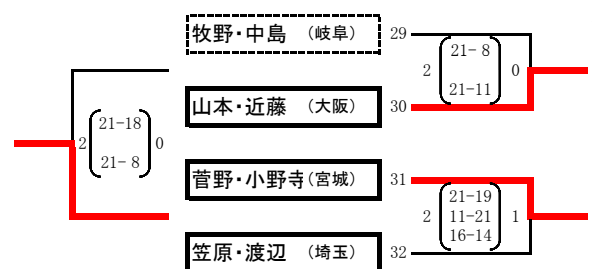 牧野・中島 （岐阜） 29
21- 8
2 0
21-11
山本・近藤 （大阪） 30
21-18
2 0
21- 8
菅野・小野寺（宮城） 31
21-19
2 11-21 1
16-14
笠原・渡辺 （埼玉） 32